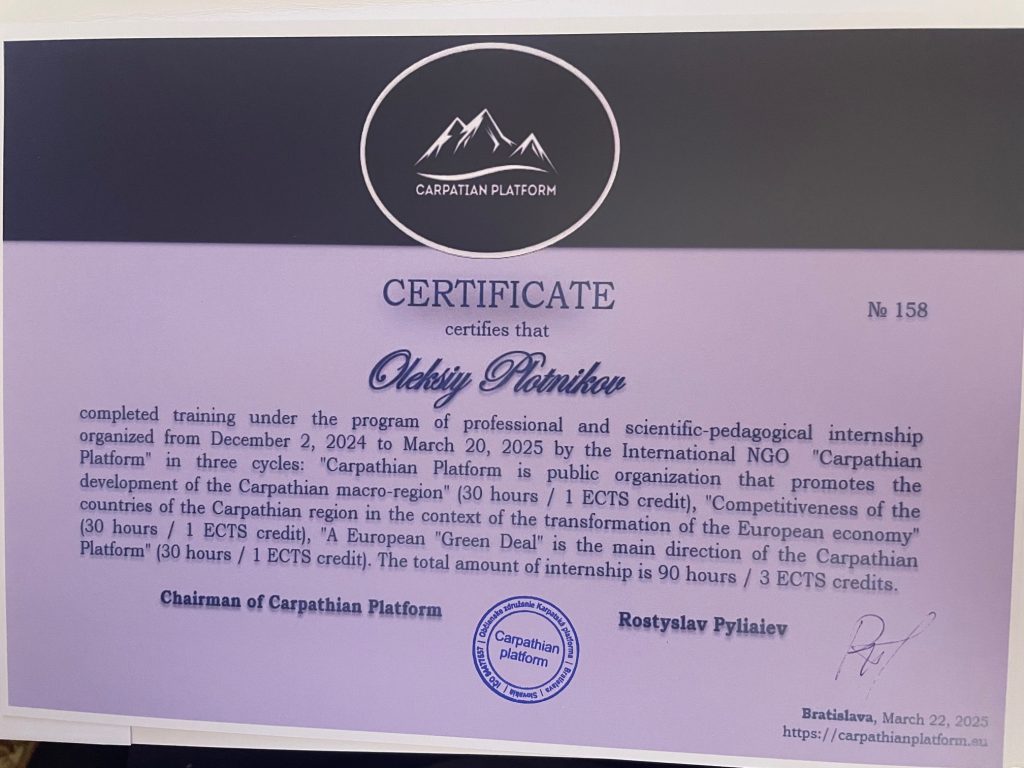 CARPATIAN PLATFORM
CERTIFICATE
№ 158
certifies that
Oleksiy Plotnikov
completed training under the program of professional and scientific-pedagogical internship
organized from December 2, 2024 to March 20, 2025 by the International NGO "Carpathian
Platform" in three cycles: "Carpathian Platform is public organization that promotes the
development of the Carpathian macro-region" (30 hours / 1 ECTS credit), "Competitiveness of the
countries of the Carpathian region in the context of the transformation of the European economy"
(30 hours / 1 ECTS credit), "A European "Green Deal" is the main direction of the Carpathian
Platform" (30 hours / 1 ECTS credit). The total amount of internship is 90 hours / 3 ECTS credits.
Chairman of Carpathian Platform
Občianske združenie Karpatská platforma | Bratislava | Slovakia |
Carpathian
platform
Rostyslav Pyliaiev
Bratislava, March 22, 2025
https://carpathianplatform.eu